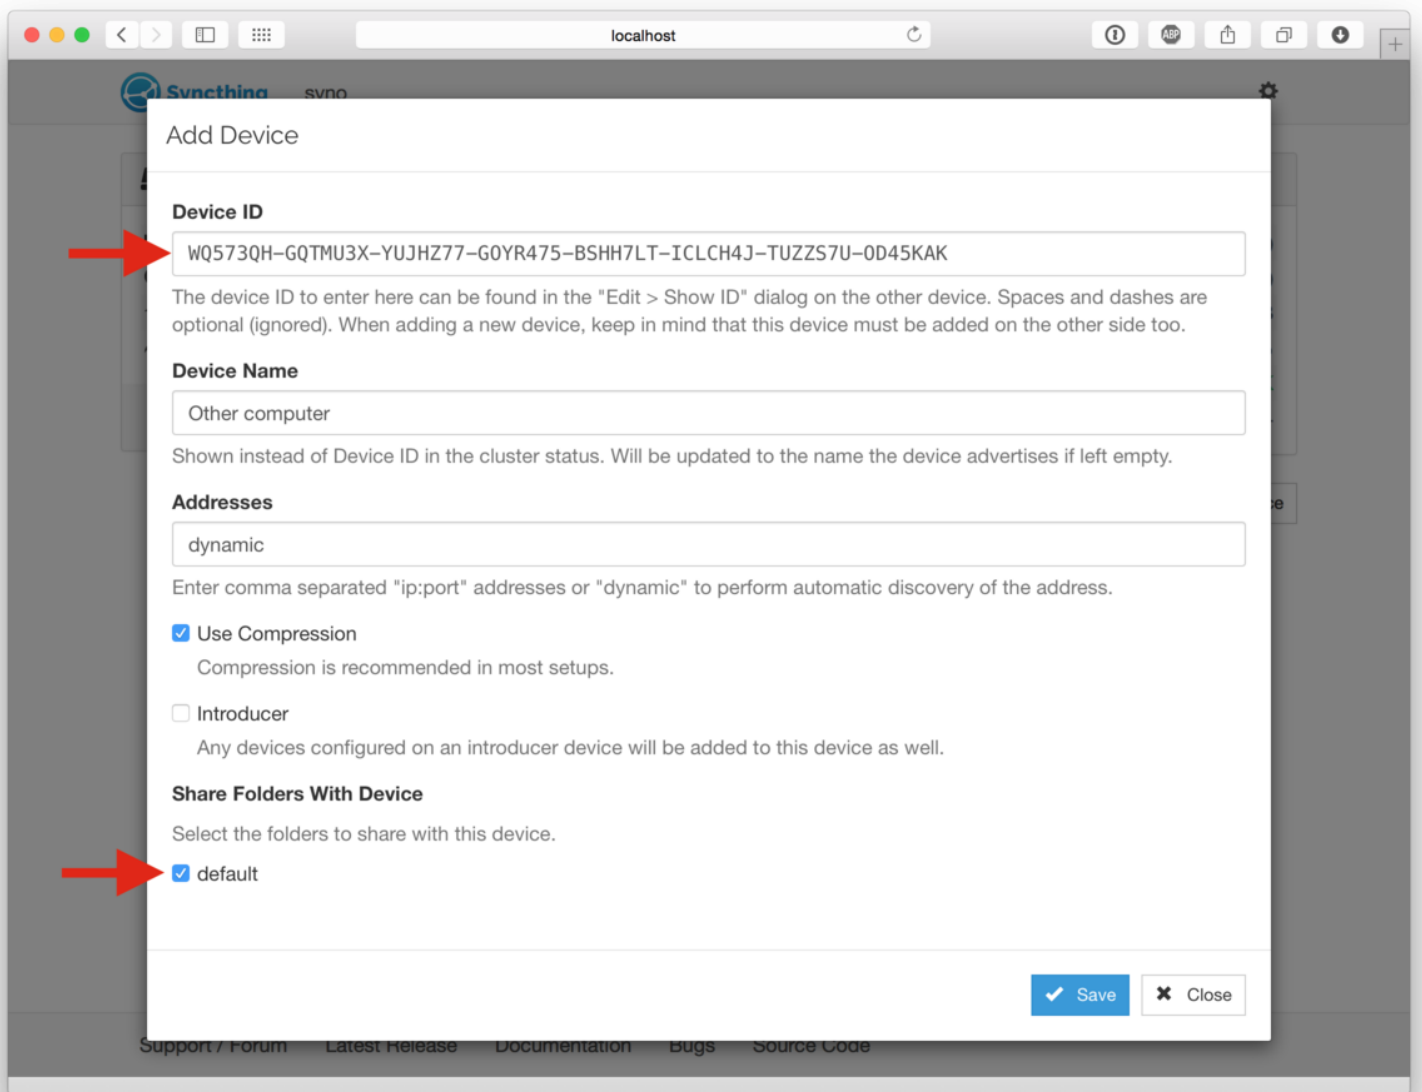 localhost
ABP
Syncthing syno
Add Device
Device ID
WQ573QH-GQTMU3X-YUJHZ77-GOYR475-BSHH7LT-ICLCH4J-TUZZS7U-OD45KAK
The device ID to enter here can be found in the "Edit > Show ID" dialog on the other device. Spaces and dashes are
optional (ignored). When adding a new device, keep in mind that this device must be added on the other side too.
Device Name
Other computer
Shown instead of Device ID in the cluster status. Will be updated to the name the device advertises if left empty.
Addresses
dynamic
Enter comma separated "ip:port" addresses or "dynamic" to perform automatic discovery of the address.
Use Compression
Compression is recommended in most setups.
Introducer
Any devices configured on an introducer device will be added to this device as well.
Share Folders With Device
Select the folders to share with this device.
default
Save Close
Support / Forum Latest Release Documentation Bugs Source Code